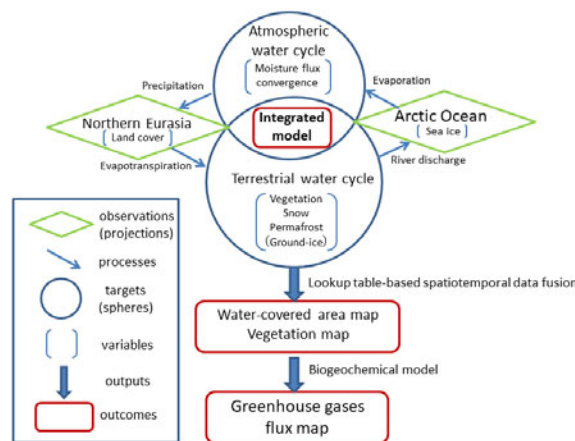 Atmospheric
water cycle
Moisture flux
convergence
Precipitation
Evaporation
Northern Eurasia
Land cover
Integrated
model
Arctic Ocean
Sea ice
Evapotranspiration
River discharge
Terrestrial water cycle
Vegetation
Snow
Permafrost
(Ground-ice)
observations
(projections)
processes
targets
(spheres)
variables
outputs
outcomes
Lookup table-based spatiotemporal data fusion
Water-covered area map
Vegetation map
Biogeochemical model
Greenhouse gases
flux map